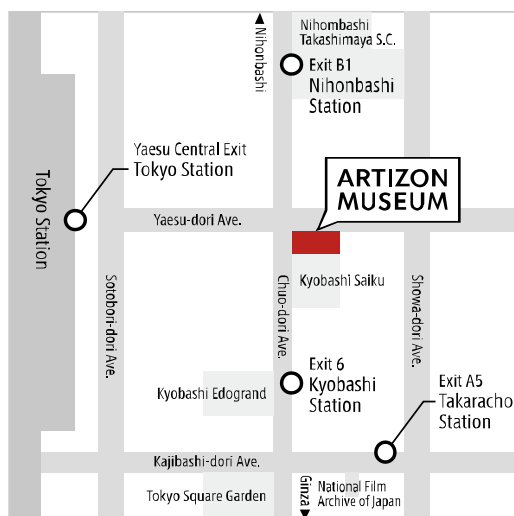 Nihombashi
Takashimaya S.C.
▲Nihonbashi
Exit B1
Nihonbashi
Station
Yaesu Central Exit
Tokyo Station
ARTIZON
MUSEUM
Tokyo Station
Yaesu-dori Ave.
Kyobashi Saiku
Sotobori-dori Ave.
Chuo-dori Ave.
Showa-dori Ave.
Exit 6
Kyobashi
Station
Kyobashi Edogrand
Exit A5
Takaracho
Station
Kajibashi-dori Ave.
Tokyo Square Garden
Ginza▶
National Film
Archive of Japan